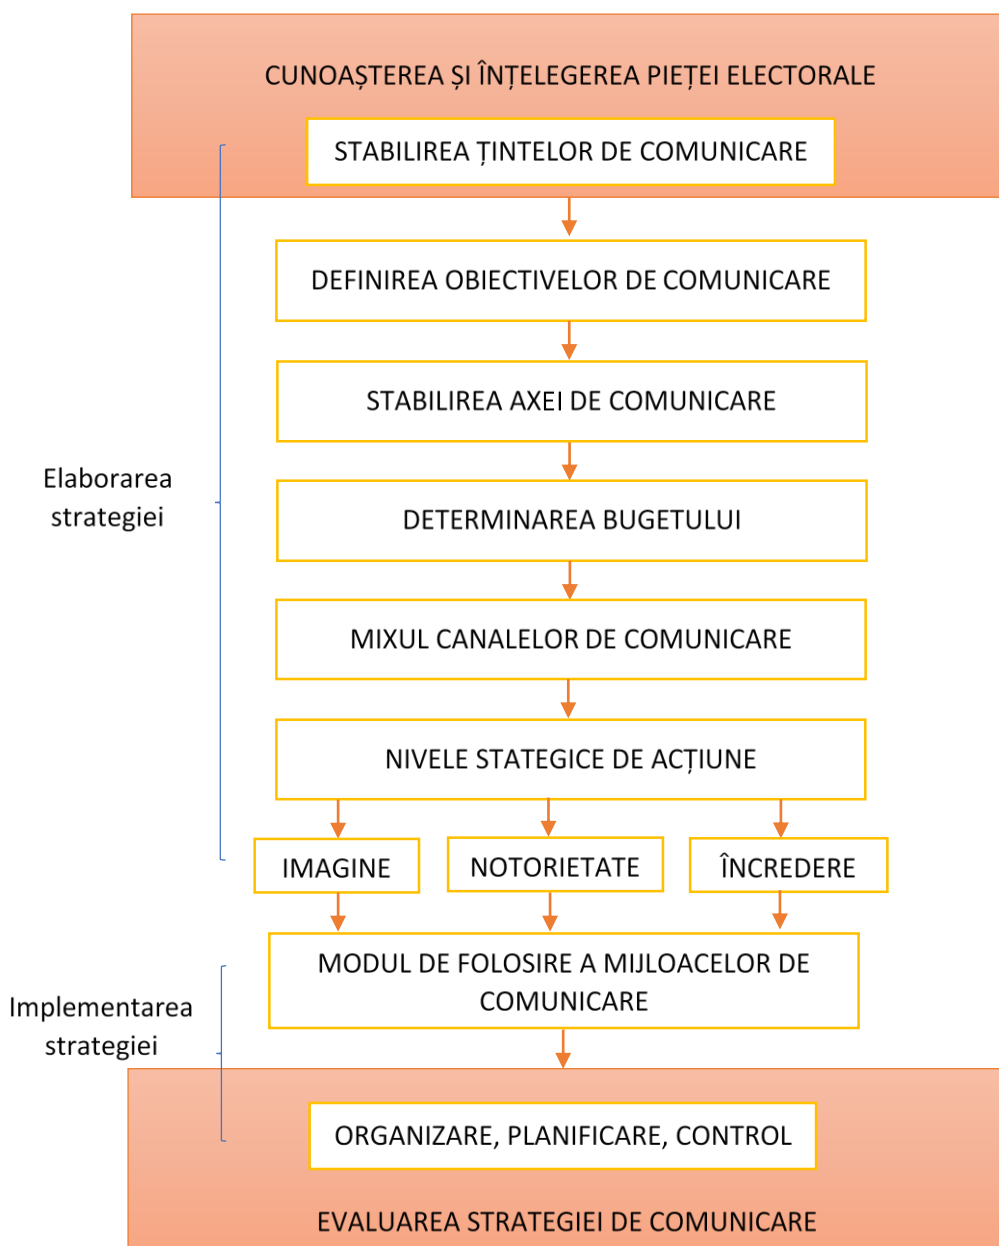 CUNOAȘTEREA ȘI ÎNȚELEGEREA PIEȚEI ELECTORALE
STABILIREA ȚINTELOR DE COMUNICARE
DEFINIREA OBIECTIVELOR DE COMUNICARE
STABILIREA AXEI DE COMUNICARE
Elaborarea
strategiei
DETERMINAREA BUGETULUI
MIXUL CANALELOR DE COMUNICARE
NIVELE STATEGICE DE ACȚIUNE
IMAGINE
NOTORIETATE
ÎNCREDERE
MODUL DE FOLOSIRE A MIJLOACELOR DE
COMUNICARE
Implementarea
strategiei
ORGANIZARE, PLANIFICARE, CONTROL
EVALUAREA STRATEGIEI DE COMUNICARE